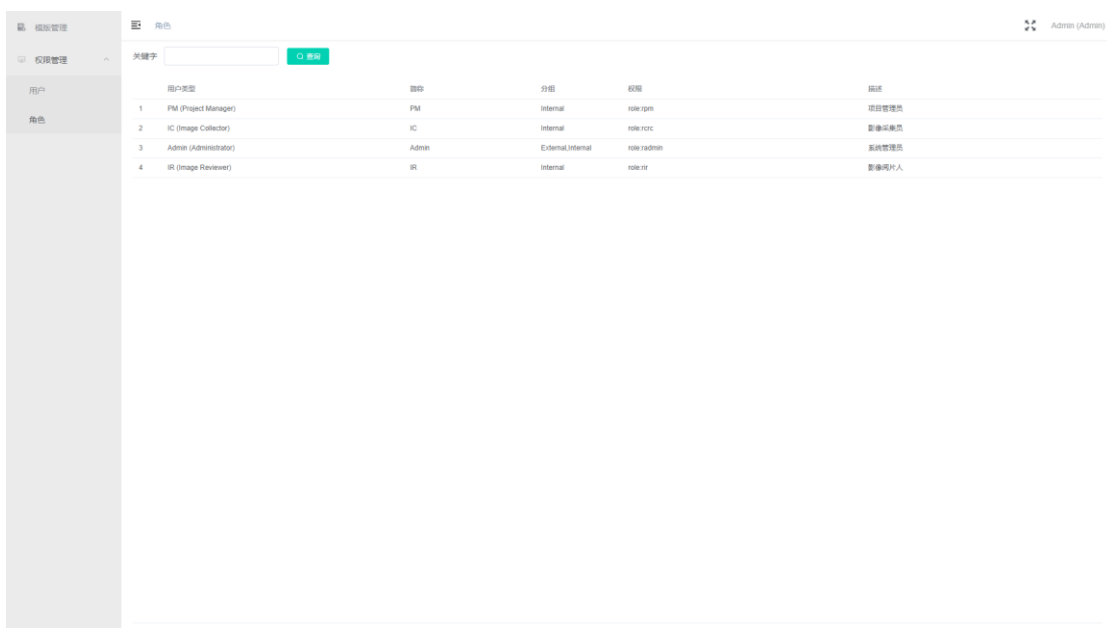 模版管理
角色
Admin (Admin)
权限管理
关键字
查询
用户
角色
用户类型 跟踪 分组 权限 描述
1 PM (Project Manager) PM Internal role:rpm 项目管理员
2 IC (Image Collector) IC Internal role:rcrc 影像采集员
3 Admin (Administrator) Admin External,Internal role:radmin 系统管理员
4 IR (Image Reviewer) IR Internal role:rir 影像阅片人